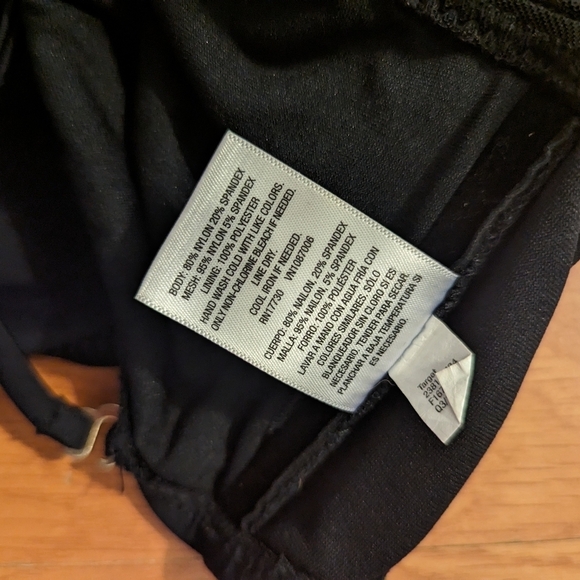 BODY: 80% NYLON 20% SPANDEX
MESH: 95% NYLON 5% SPANDEX
LINING: 100% POLYESTER
HAND WASH COLD WITH LIKE COLORS.
ONLY NON-CHLORINE BLEACH IF NEEDED.
LINE DRY.
COOL IRON IF NEEDED.
RN17730 VN1987006
CUERPO: 80% NAILON, 20% SPANDEX
MALLA: 95% NAILON, 5% SPANDEX
FORRO: 100% POLIÉSTER
LAVAR A MANO CON AGUA FRÍA CON
COLORES SIMILARES. SÓLO
BLANQUEADOR SIN CLORO SI ES
NECESARIO, TENDER PARA SECAR.
PLANCHAR A BAJA TEMPERATURA SI
ES NECESARIO.
Target